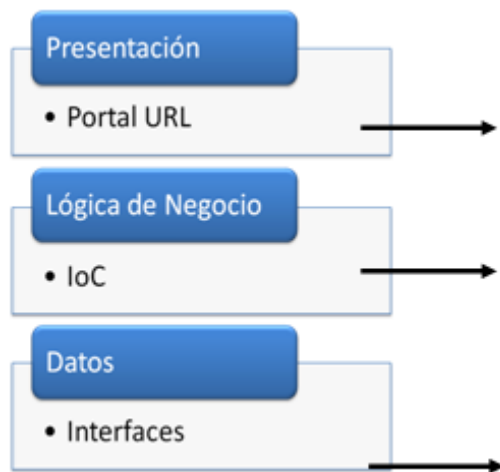 Presentación
• Portal URL
Lógica de Negocio
• IoC
Datos
• Interfaces